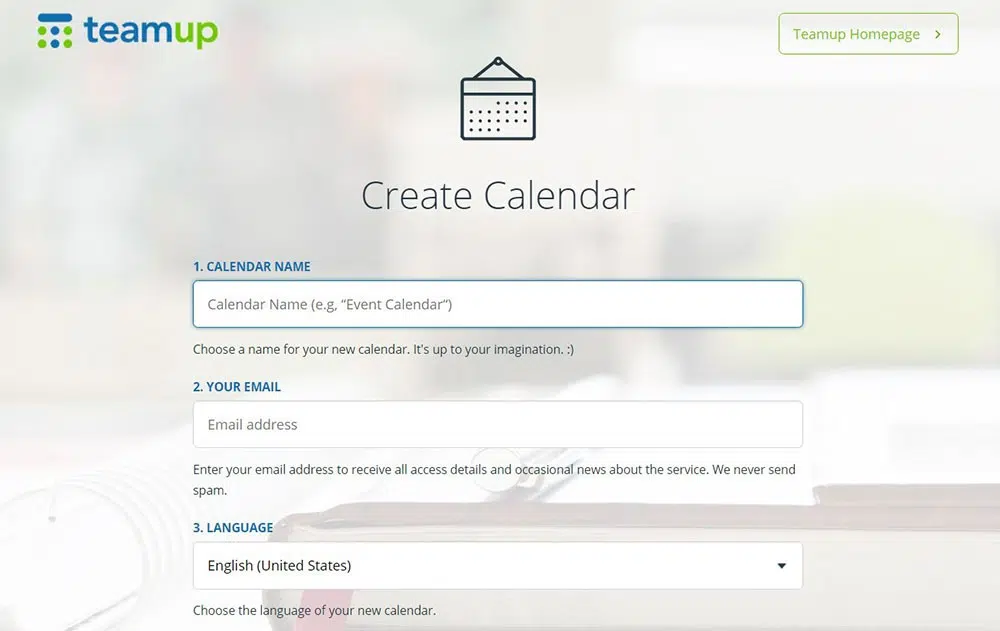 teamup
Teamup Homepage
Create Calendar
1. CALENDAR NAME
Calendar Name (e.g, “Event Calendar“)
Choose a name for your new calendar. It's up to your imagination. :)
2. YOUR EMAIL
Email address
Enter your email address to receive all access details and occasional news about the service. We never send
spam.
3. LANGUAGE
English (United States)
Choose the language of your new calendar.